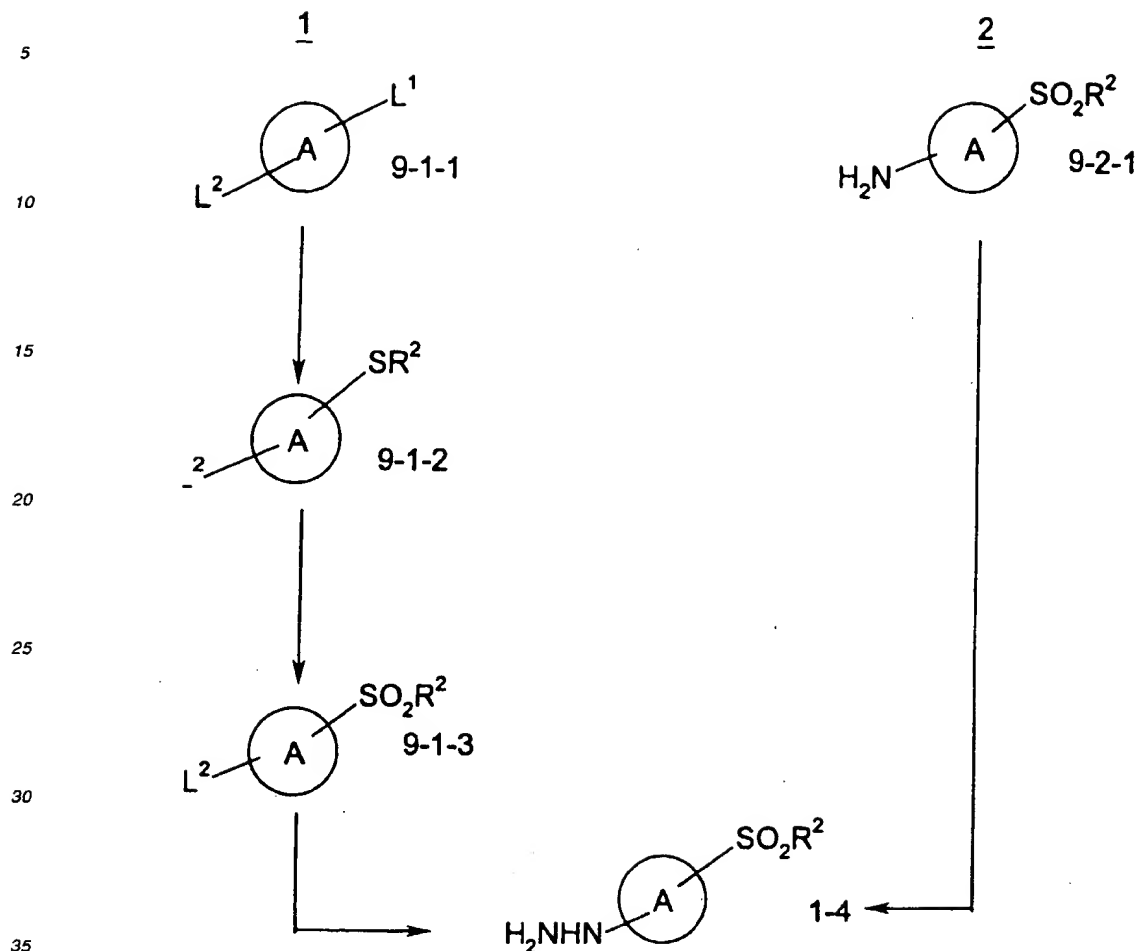 1
2
5
L¹
SO₂R²
A
9-1-1
A
9-2-1
L²
H₂N
10
15
SR²
A
9-1-2
-²
20
25
SO₂R²
A
9-1-3
L²
30
SO₂R²
A
1-4
H₂NHN
35